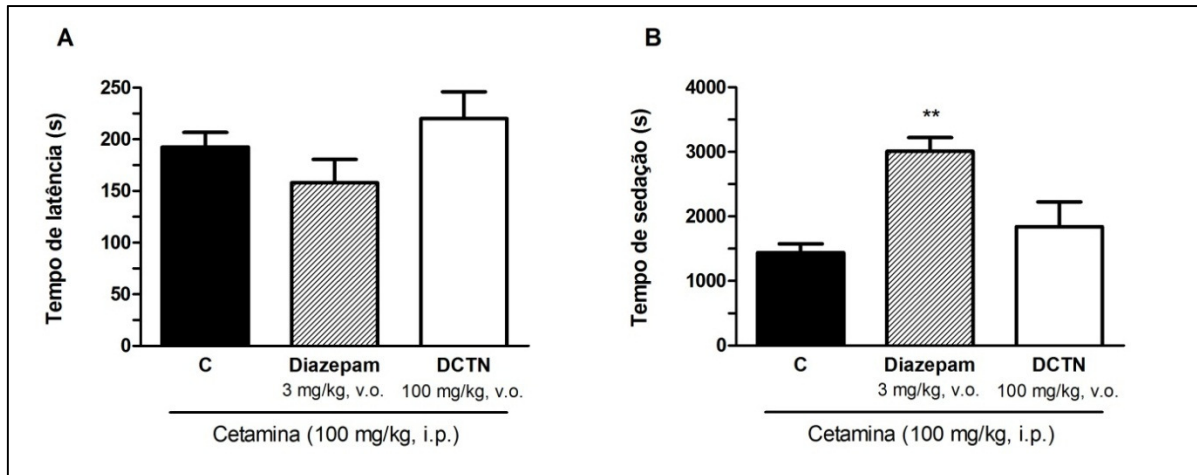 A
Tempo de latência (s)
250
200
150
100
50
0
C
Diazepam
3 mg/kg, v.o.
DCTN
100 mg/kg, v.o.
Cetamina (100 mg/kg, i.p.)
B
Tempo de sedação (s)
4000
3000
2000
1000
0
**
C
Diazepam
3 mg/kg, v.o.
DCTN
100 mg/kg, v.o.
Cetamina (100 mg/kg, i.p.)